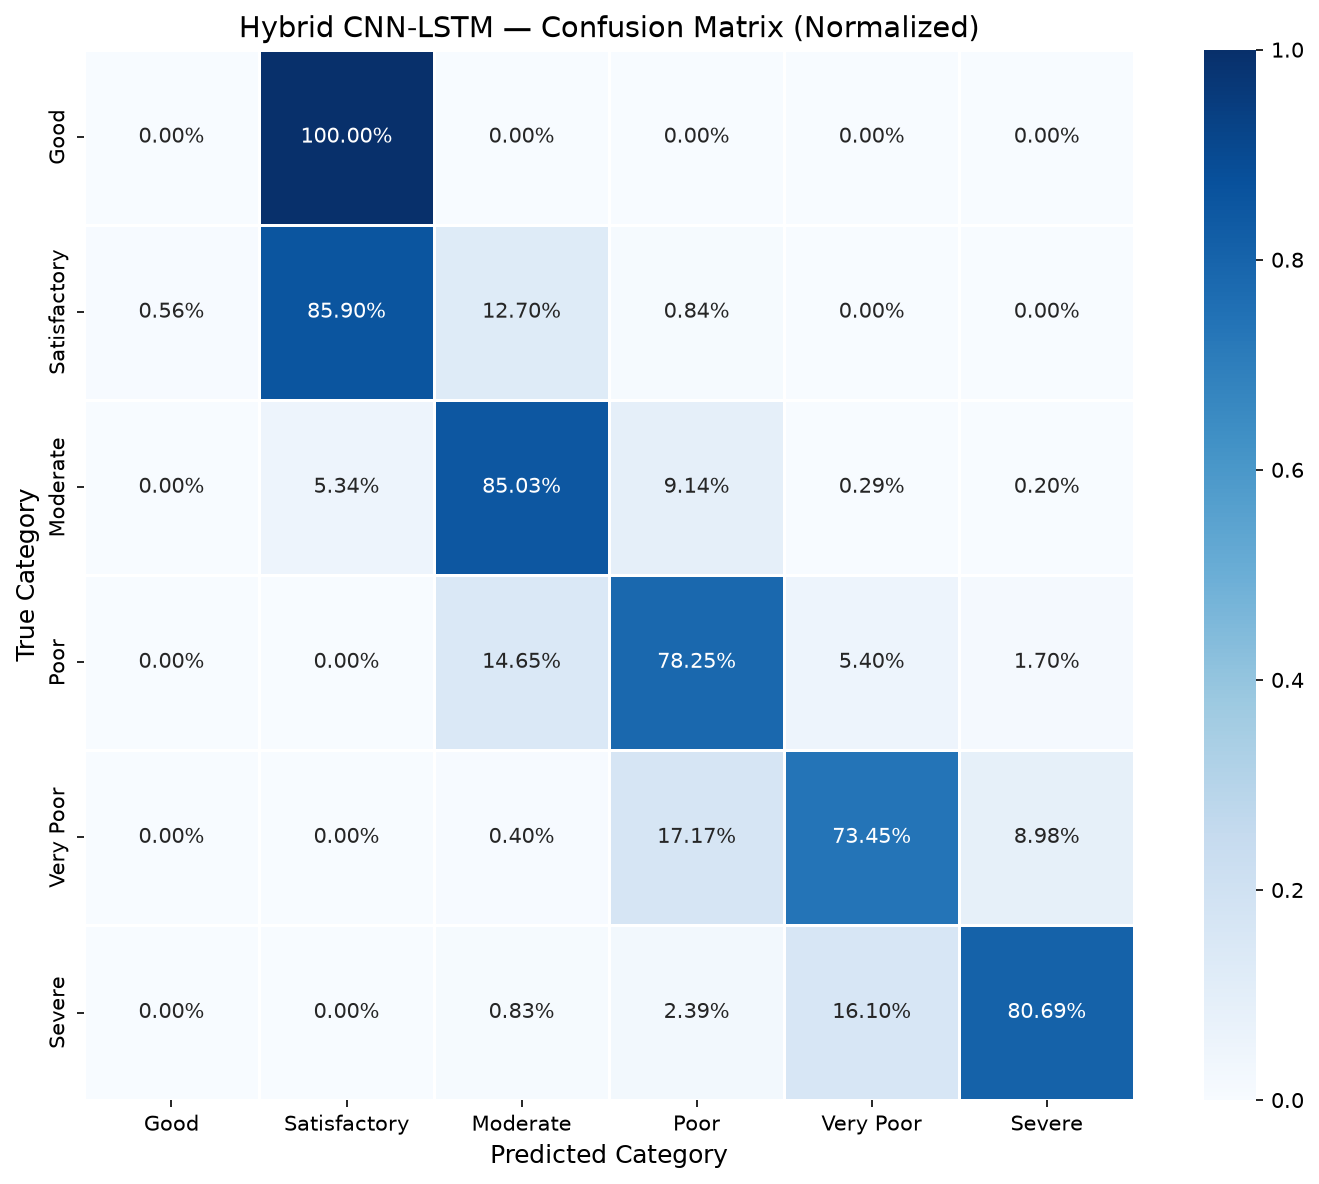 Hybrid CNN-LSTM — Confusion Matrix (Normalized)
True Category
Good 0.00% 100.00% 0.00% 0.00% 0.00% 0.00%
Satisfactory 0.56% 85.90% 12.70% 0.84% 0.00% 0.00%
Moderate 0.00% 5.34% 85.03% 9.14% 0.29% 0.20%
Poor 0.00% 0.00% 14.65% 78.25% 5.40% 1.70%
Very Poor 0.00% 0.00% 0.40% 17.17% 73.45% 8.98%
Severe 0.00% 0.00% 0.83% 2.39% 16.10% 80.69%
Good Satisfactory Moderate Poor Very Poor Severe
Predicted Category
1.0
0.8
0.6
0.4
0.2
0.0